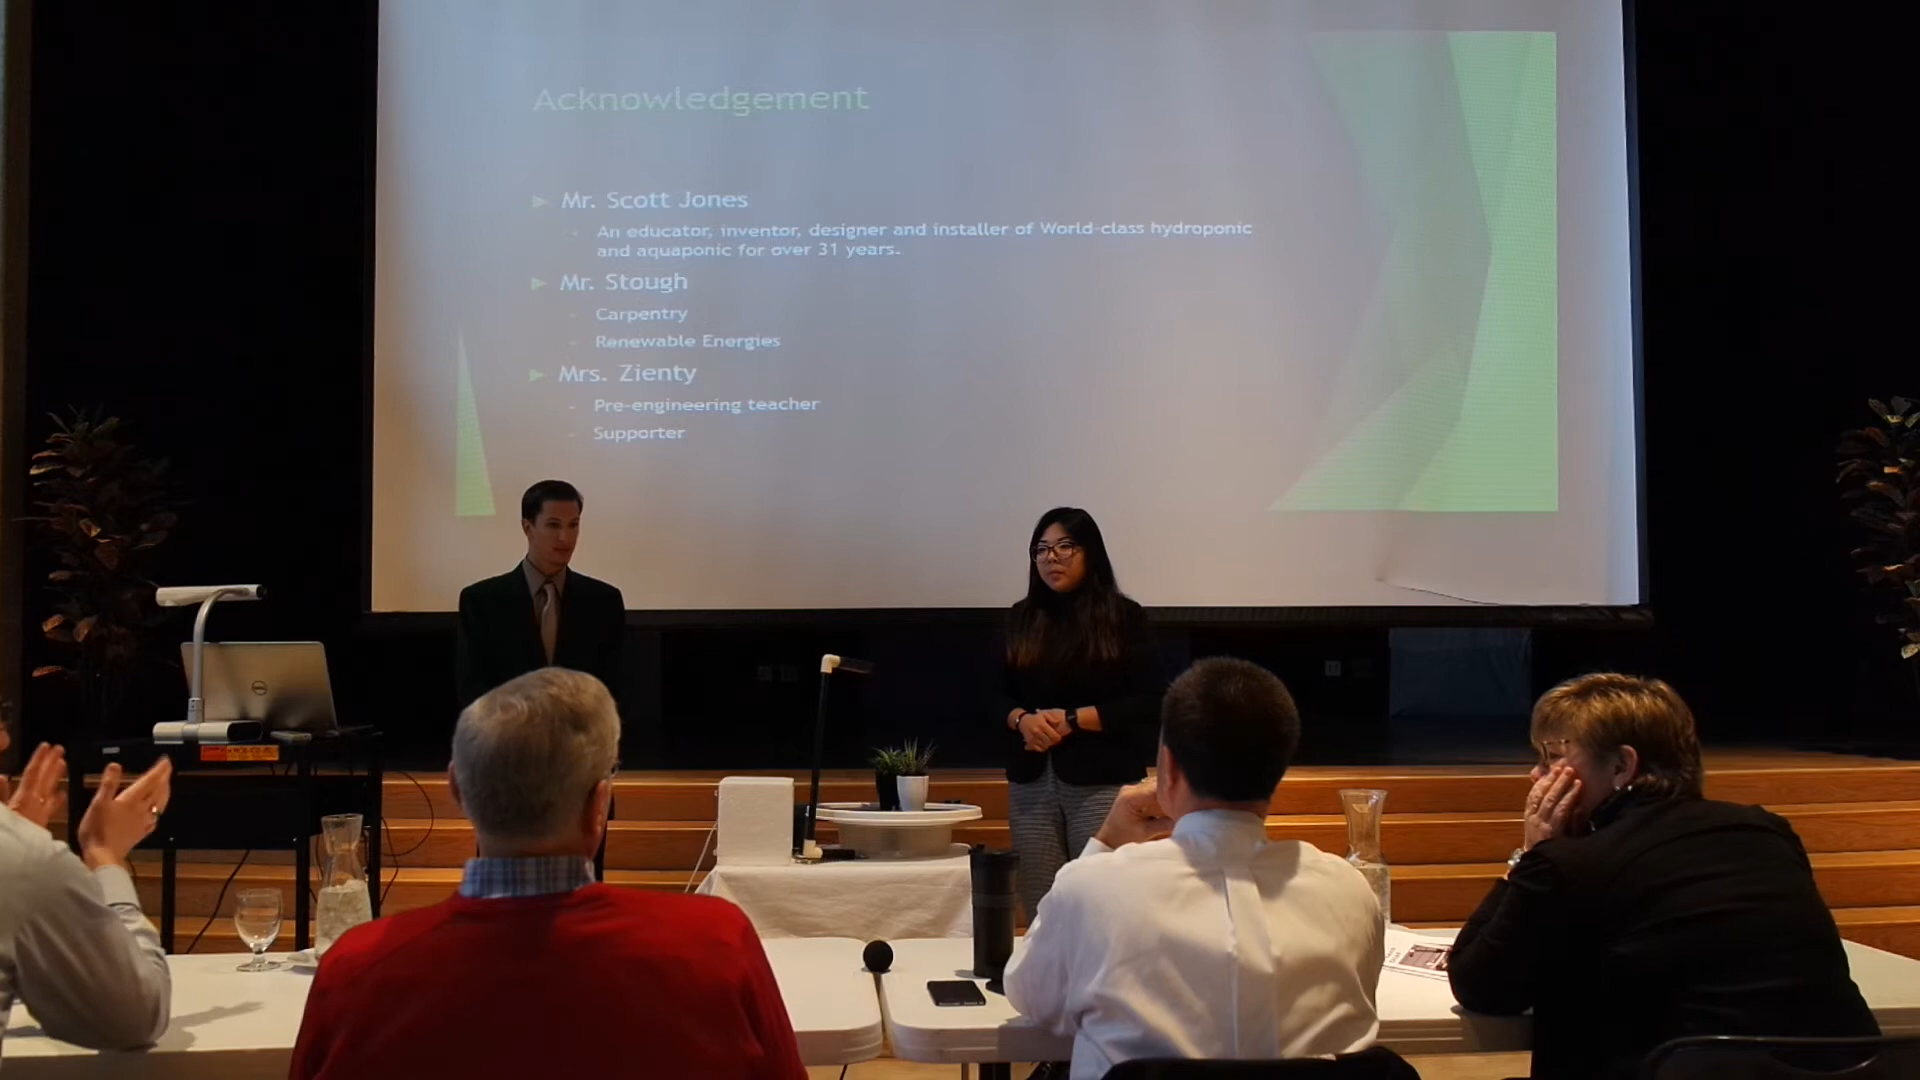 Acknowledgement
Mr. Scott Jones
- An educator, inventor, designer and installer of World-class hydroponic
and aquaponic for over 31 years.
Mr. Stough
- Carpentry
- Renewable Energies
Mrs. Zienty
- Pre-engineering teacher
- Supporter
DELL